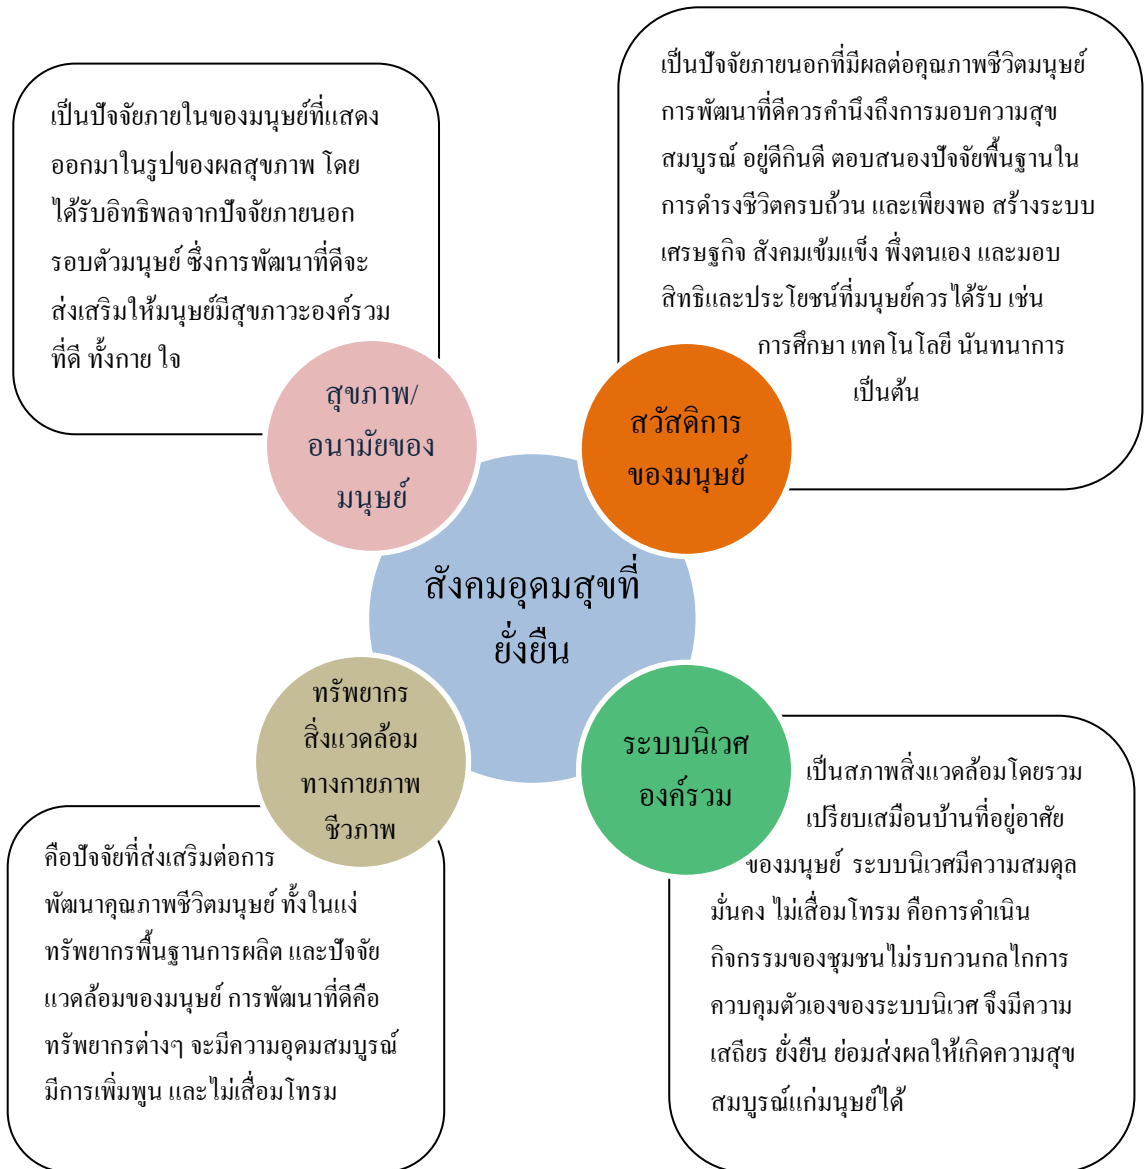 เป็นปัจจัยภายในของมนุษย์ที่แสดง
ออกมาในรูปของผลสุขภาพ โดย
ได้รับอิทธิพลจากปัจจัยภายนอก
รอบตัวมนุษย์ ซึ่งการพัฒนาที่ดีจะ
ส่งเสริมให้มนุษย์มีสุขภาวะองค์รวม
ที่ดี ทั้งกาย ใจ
เป็นปัจจัยภายนอกที่มีผลต่อคุณภาพชีวิตมนุษย์
การพัฒนาที่ดีควรคำนึงถึงการมอบความสุข
สมบูรณ์ อยู่ดีกินดี ตอบสนองปัจจัยพื้นฐานใน
การดำรงชีวิตครบถ้วน และเพียงพอ สร้างระบบ
เศรษฐกิจ สังคมเข้มแข็ง พึ่งตนเอง และมอบ
สิทธิและประโยชน์ที่มนุษย์ควรได้รับ เช่น
การศึกษา เทคโนโลยี นันทนาการ
เป็นต้น
สุขภาพ/
อนามัยของ
มนุษย์
สวัสดิการ
ของมนุษย์
สังคมอุดมสุขที่
ยั่งยืน
ทรัพยากร
สิ่งแวดล้อม
ทางกายภาพ
ชีวภาพ
ระบบนิเวศ
องค์รวม
คือปัจจัยที่ส่งเสริมต่อการ
พัฒนาคุณภาพชีวิตมนุษย์ ทั้งในแง่
ทรัพยากรพื้นฐานการผลิต และปัจจัย
แวดล้อมของมนุษย์ การพัฒนาที่ดีคือ
ทรัพยากรต่างๆ จะมีความอุดมสมบูรณ์
มีการเพิ่มพูน และไม่เสื่อมโทรม
เป็นสภาพสิ่งแวดล้อมโดยรวม
เปรียบเสมือนบ้านที่อยู่อาศัย
ของมนุษย์ ระบบนิเวศมีความสมดุล
มั่นคง ไม่เสื่อมโทรม คือการดำเนิน
กิจกรรมของชุมชนไม่รบกวนกลไกการ
ควบคุมตัวเองของระบบนิเวศ จึงมีความ
เสถียร ยั่งยืน ย่อมส่งผลให้เกิดความสุข
สมบูรณ์แก่มนุษย์ได้